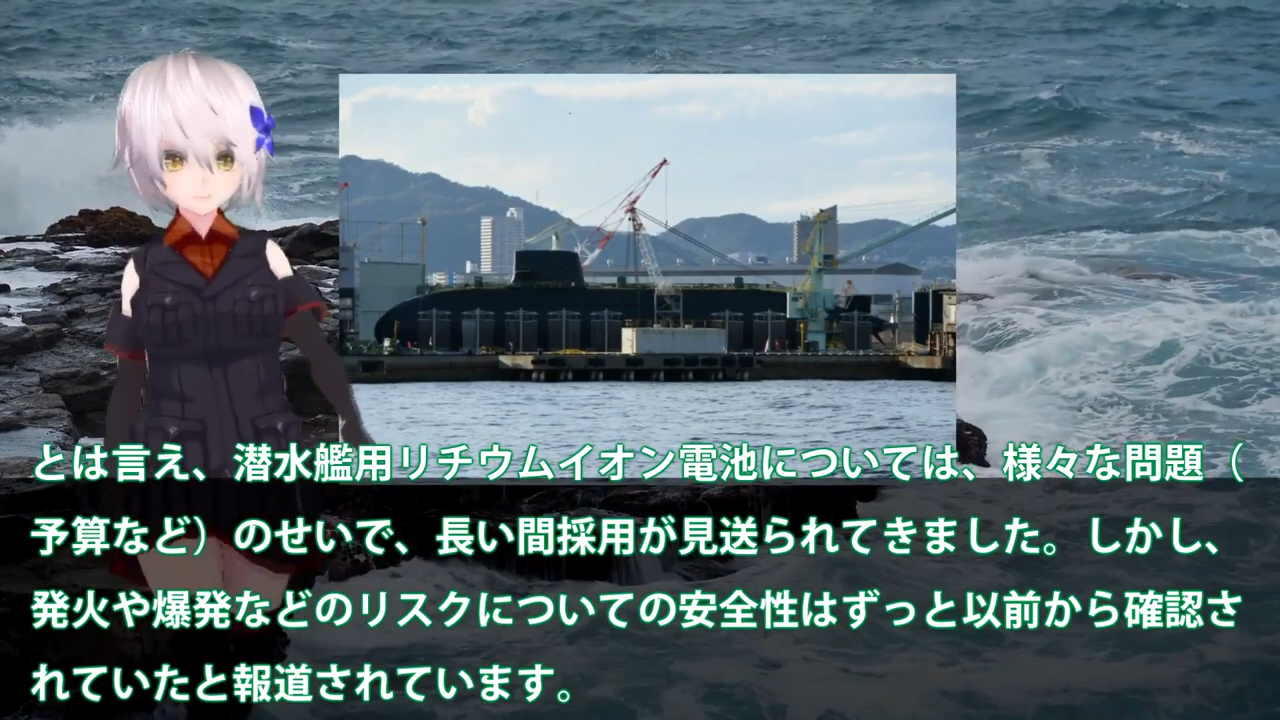 とは言え、潜水艦用リチウムイオン電池については、様々な問題（
予算など）のせいで、長い間採用が見送られてきました。しかし、
発火や爆発などのリスクについての安全性はずっと以前から確認さ
れていたと報道されています。